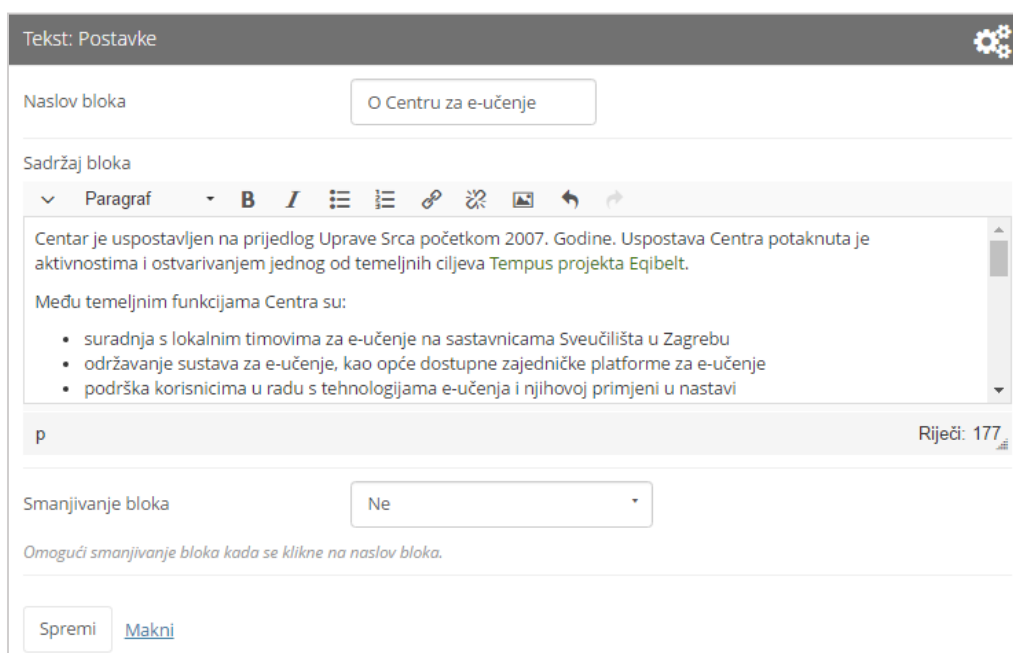 Tekst: Postavke
Naslov bloka
O Centru za e-učenje
Sadržaj bloka
Paragraf
B I
Centar je uspostavljen na prijedlog Uprave Srca početkom 2007. Godine. Uspostava Centra potaknuta je
aktivnostima i ostvarivanjem jednog od temeljnih ciljeva Tempus projekta Eqibelt.
Među temeljnim funkcijama Centra su:
• suradnja s lokalnim timovima za e-učenje na sastavnicama Sveučilišta u Zagrebu
• održavanje sustava za e-učenje, kao opće dostupne zajedničke platforme za e-učenje
• podrška korisnicima u radu s tehnologijama e-učenja i njihovoj primjeni u nastavi
p
Riječi: 177
Smanjivanje bloka
Ne
Omogući smanjivanje bloka kada se klikne na naslov bloka.
Spremi Makni